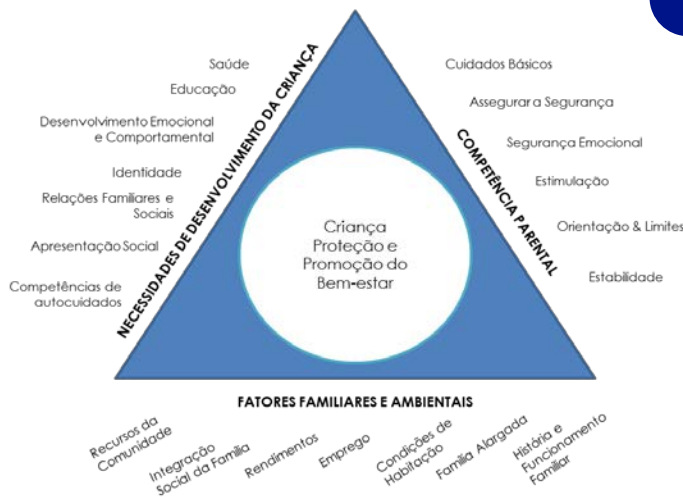 Saúde
Educação
Desenvolvimento Emocional
e Comportamental
Identidade
Relações Familiares e
Sociais
Apresentação Social
Competências de
autocuidados
NECESSIDADES DE DESENVOLVIMENTO DA CRIANÇA
Criança
Proteção e
Promoção do
Bem-estar
COMPETÊNCIA PARENTAL
Cuidados Básicos
Assegurar a Segurança
Segurança Emocional
Estimulação
Orientação & Limites
Estabilidade
FATORES FAMILIARES E AMBIENTAIS
Recursos da
Comunidade
Integração
Social da Família
Rendimentos
Emprego
Condições de
Habitação
Família Alargada
História e
Funcionamento
Familiar